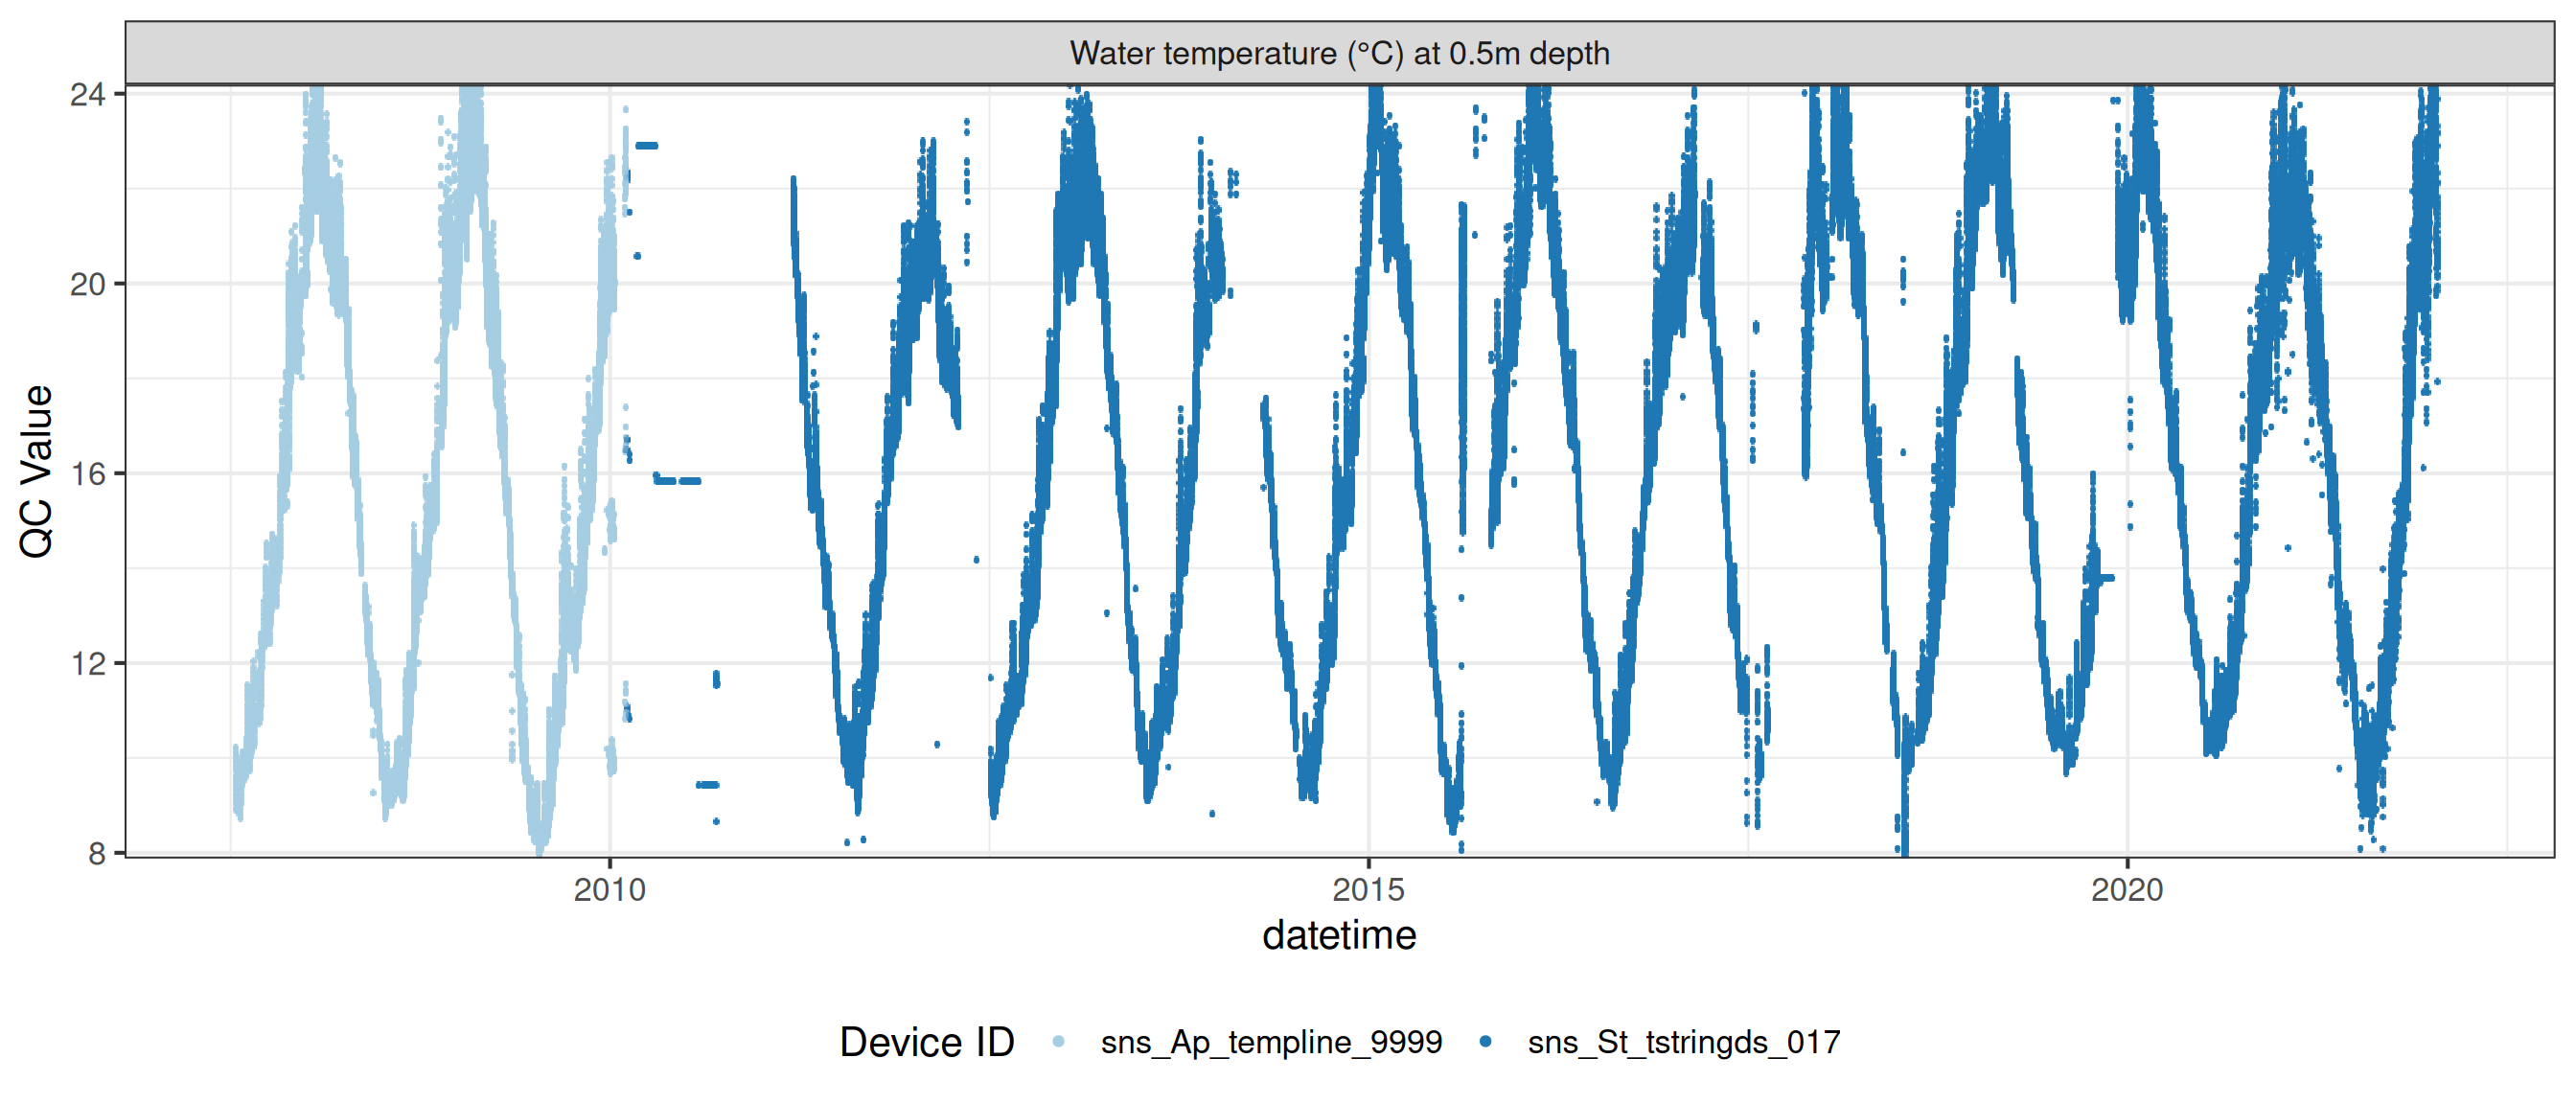 Water temperature (°C) at 0.5m depth
24
20
16
12
8
QC Value
2010 2015 2020
datetime
Device ID sns_Ap_templine_9999 sns_St_tstringds_017